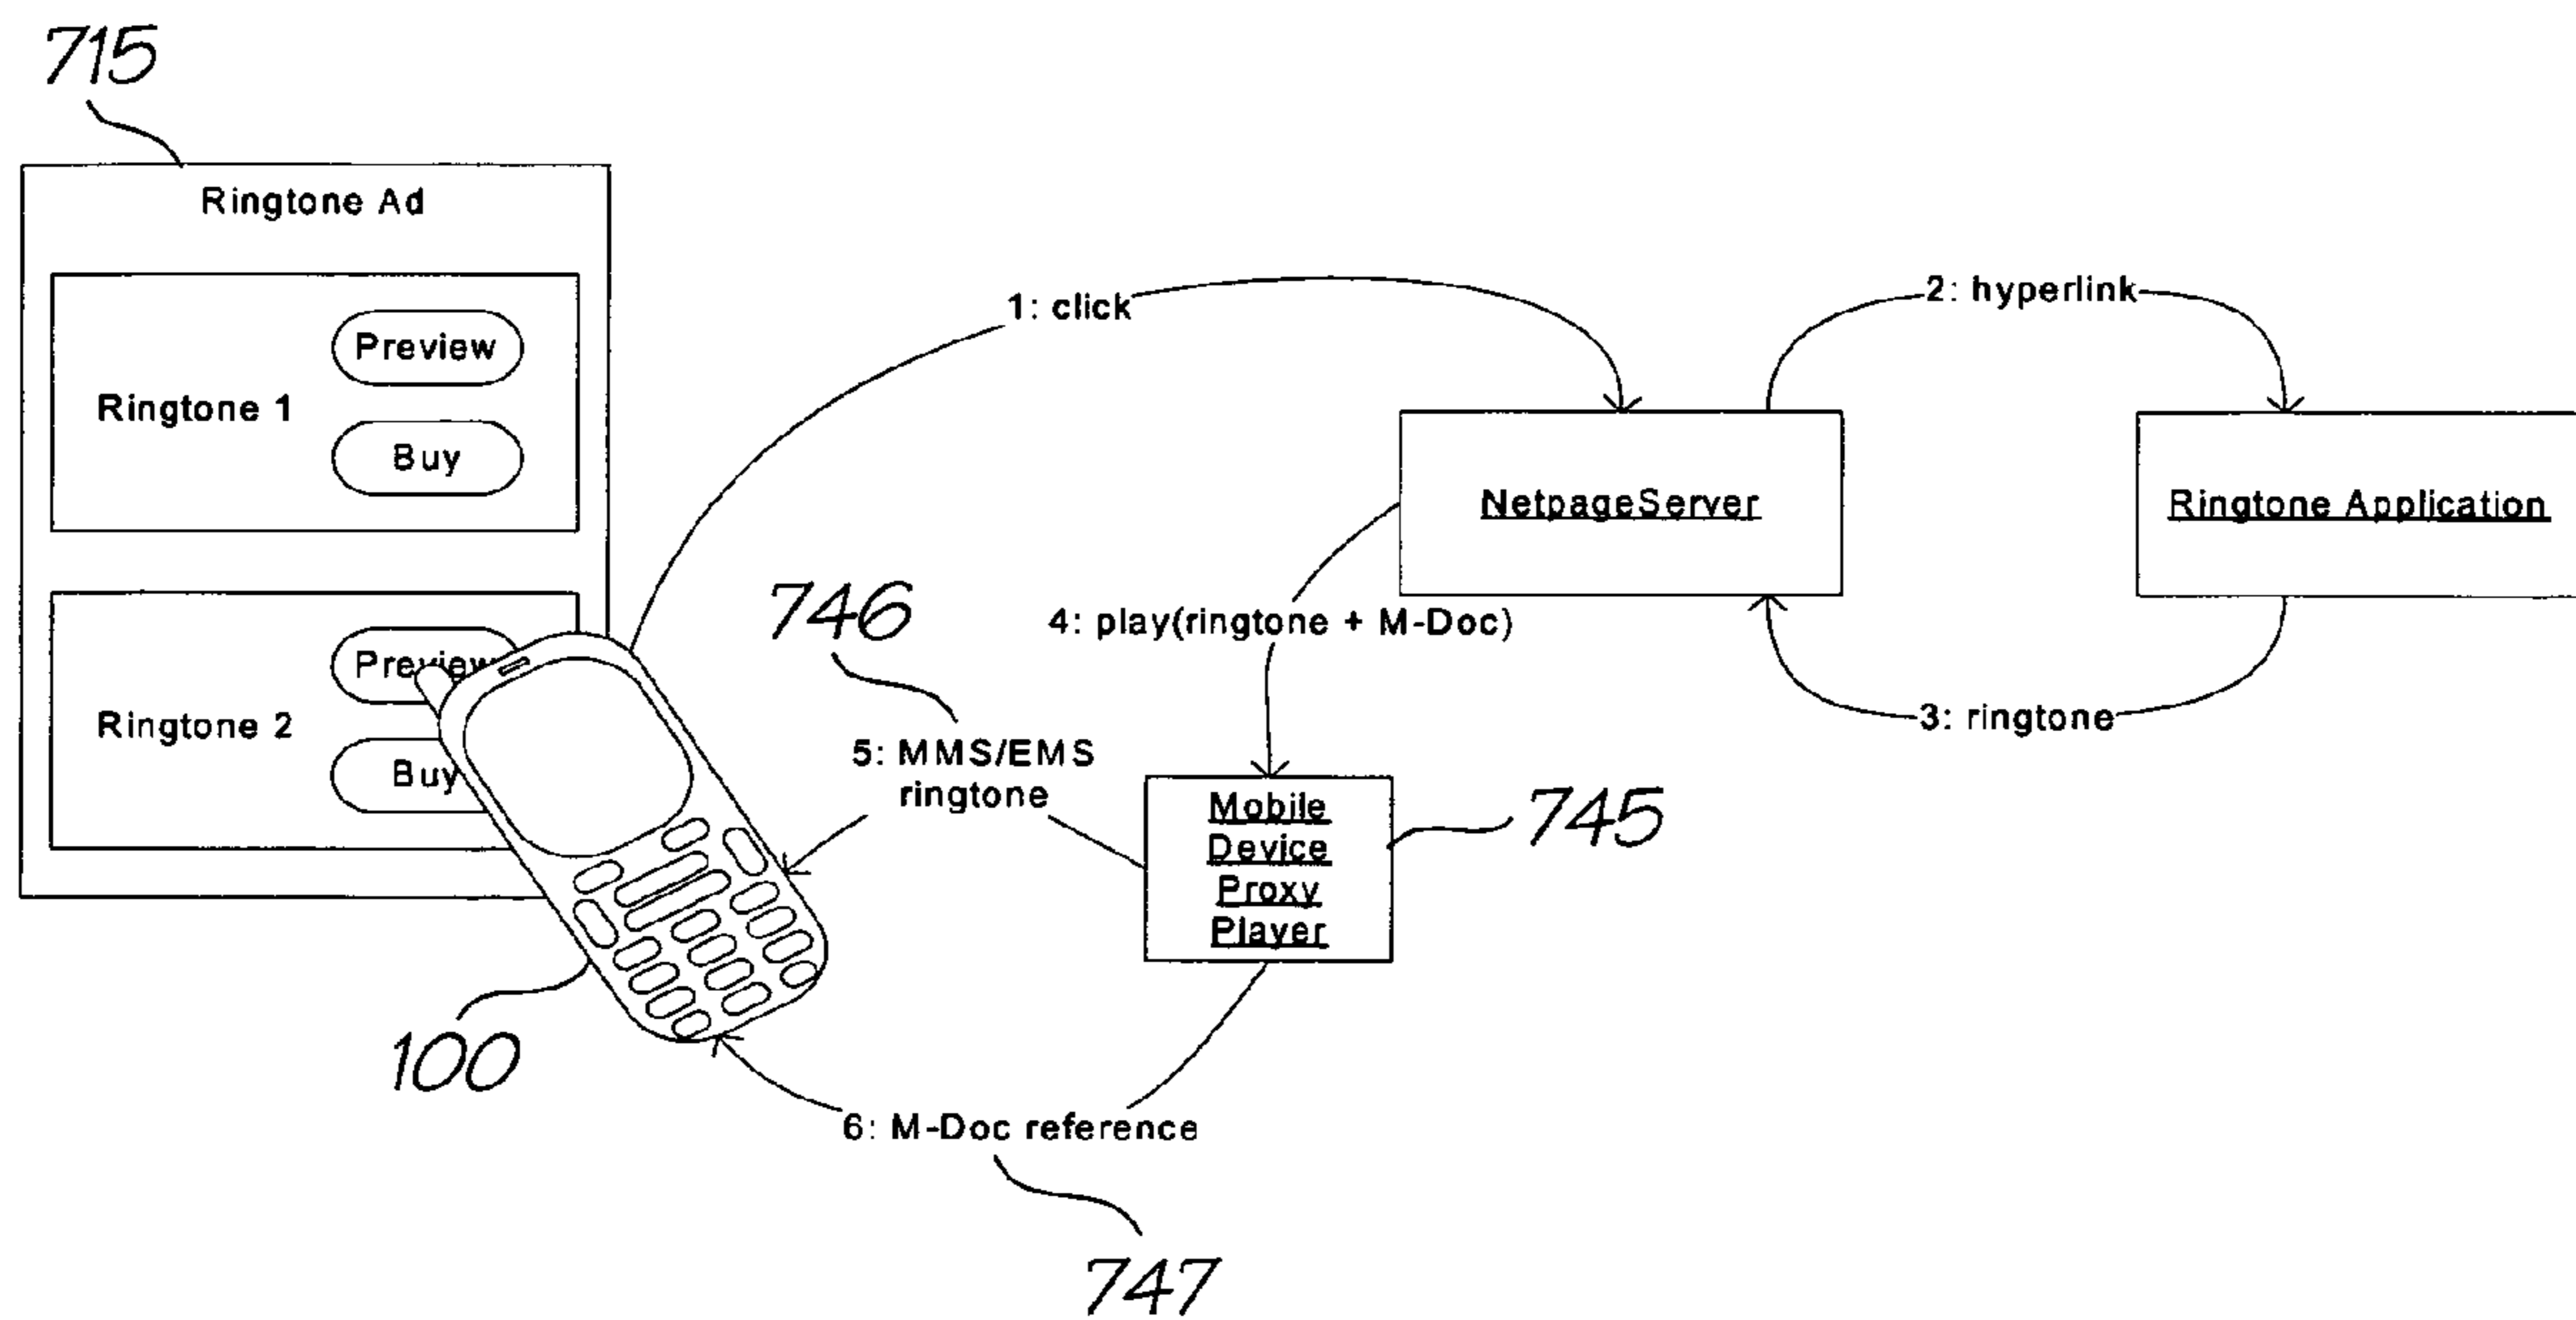 715
Ringtone Ad
Ringtone 1
Preview
Buy
Ringtone 2
Preview
Buy
100
1: click
2: hyperlink
NetpageServer
Ringtone Application
3: ringtone
4: play(ringtone + M-Doc)
746
5: MMS/EMS
ringtone
Mobile
Device
Proxy
Player
745
6: M-Doc reference
747